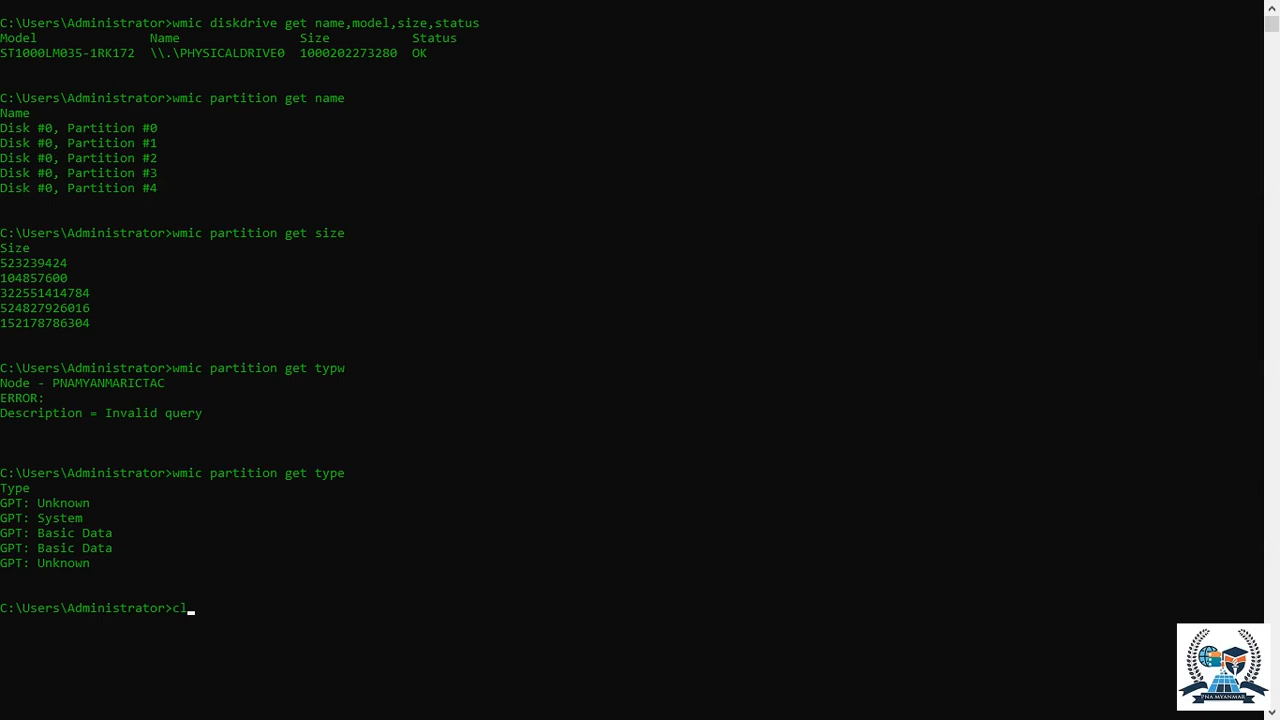 C:\Users\Administrator>wmic diskdrive get name,model,size,status
Model Name Size Status
ST1000LM035-1RK172 \\.\PHYSICALDRIVE0 1000202273280 OK
C:\Users\Administrator>wmic partition get name
Name
Disk #0, Partition #0
Disk #0, Partition #1
Disk #0, Partition #2
Disk #0, Partition #3
Disk #0, Partition #4
C:\Users\Administrator>wmic partition get size
Size
523239424
104857600
322551414784
524827926016
152178786304
C:\Users\Administrator>wmic partition get typw
Node - PNAMYANMARICTAC
ERROR:
Description = Invalid query
C:\Users\Administrator>wmic partition get type
Type
GPT: Unknown
GPT: System
GPT: Basic Data
GPT: Basic Data
GPT: Unknown
C:\Users\Administrator>cl
PNA MYANMAR